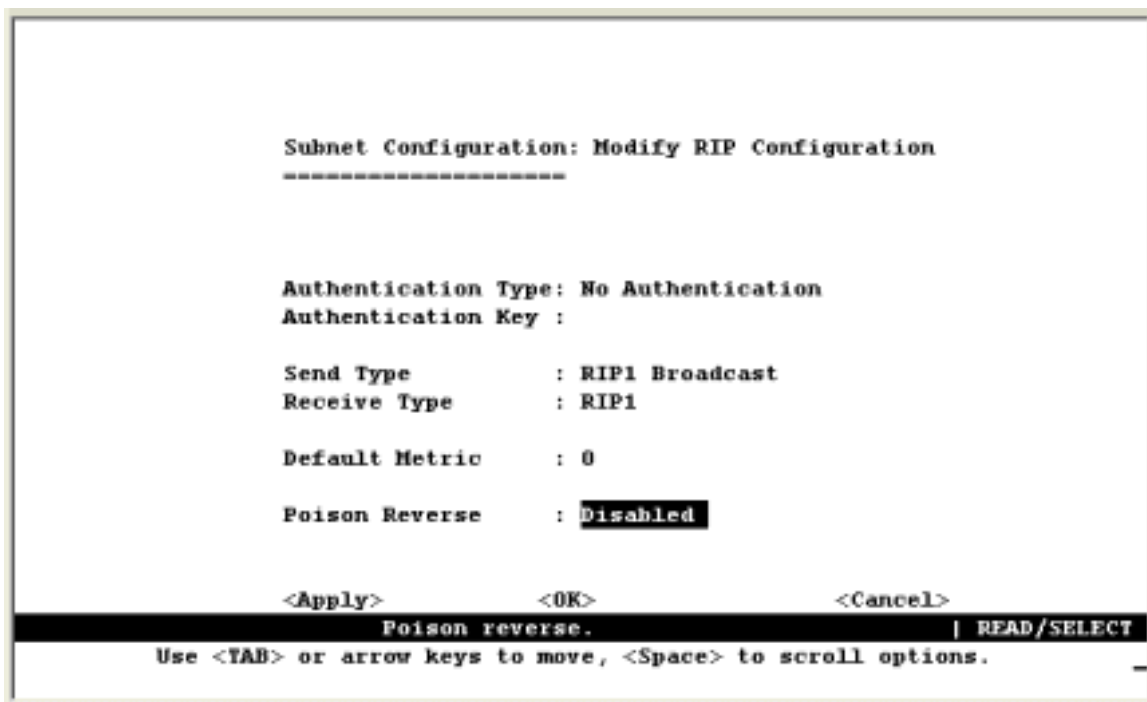 Subnet Configuration: Modify RIP Configuration
====================
Authentication Type: No Authentication
Authentication Key :
Send Type : RIP1 Broadcast
Receive Type : RIP1
Default Metric : 0
Poison Reverse : Disabled
<Apply> <OK> <Cancel>
Poison reverse. | READ/SELECT
Use <TAB> or arrow keys to move, <Space> to scroll options. _